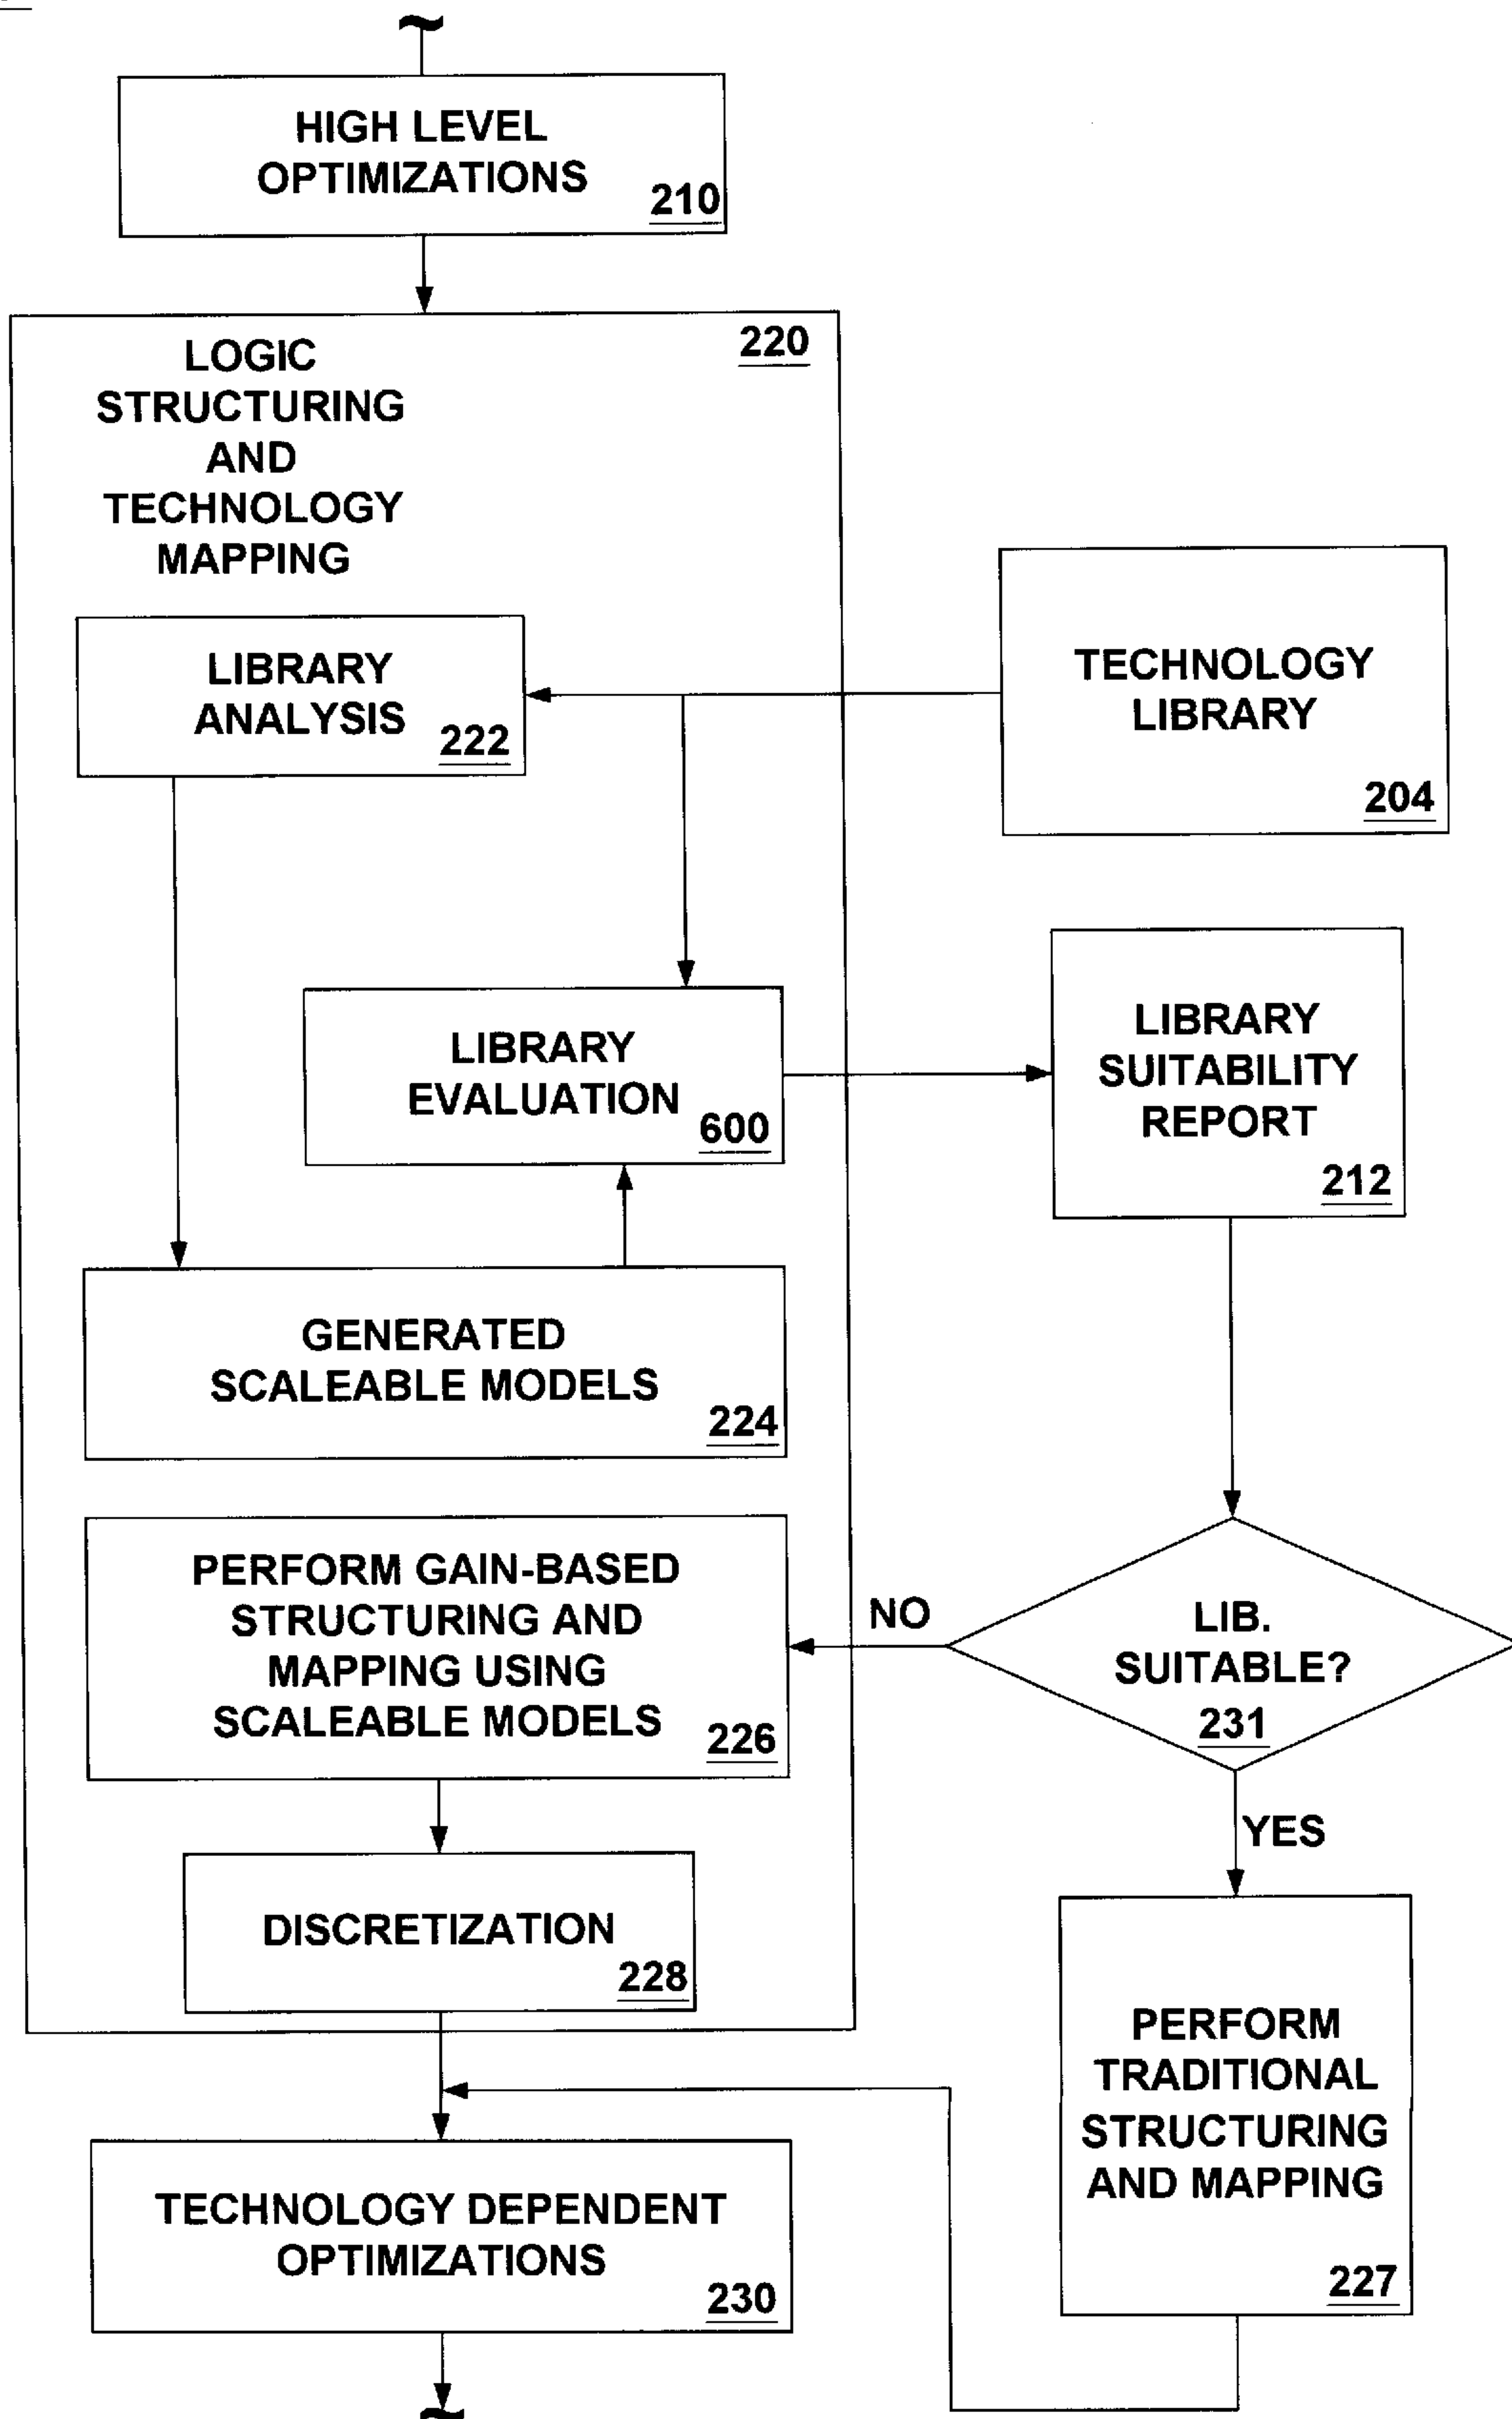 HIGH LEVEL
OPTIMIZATIONS
210
220
LOGIC
STRUCTURING
AND
TECHNOLOGY
MAPPING
LIBRARY
ANALYSIS
222
TECHNOLOGY
LIBRARY
204
LIBRARY
EVALUATION
600
LIBRARY
SUITABILITY
REPORT
212
GENERATED
SCALEABLE MODELS
224
PERFORM GAIN-BASED
STRUCTURING AND
MAPPING USING
SCALEABLE MODELS
226
NO
LIB.
SUITABLE?
231
YES
DISCRETIZATION
228
PERFORM
TRADITIONAL
STRUCTURING
AND MAPPING
227
TECHNOLOGY DEPENDENT
OPTIMIZATIONS
230